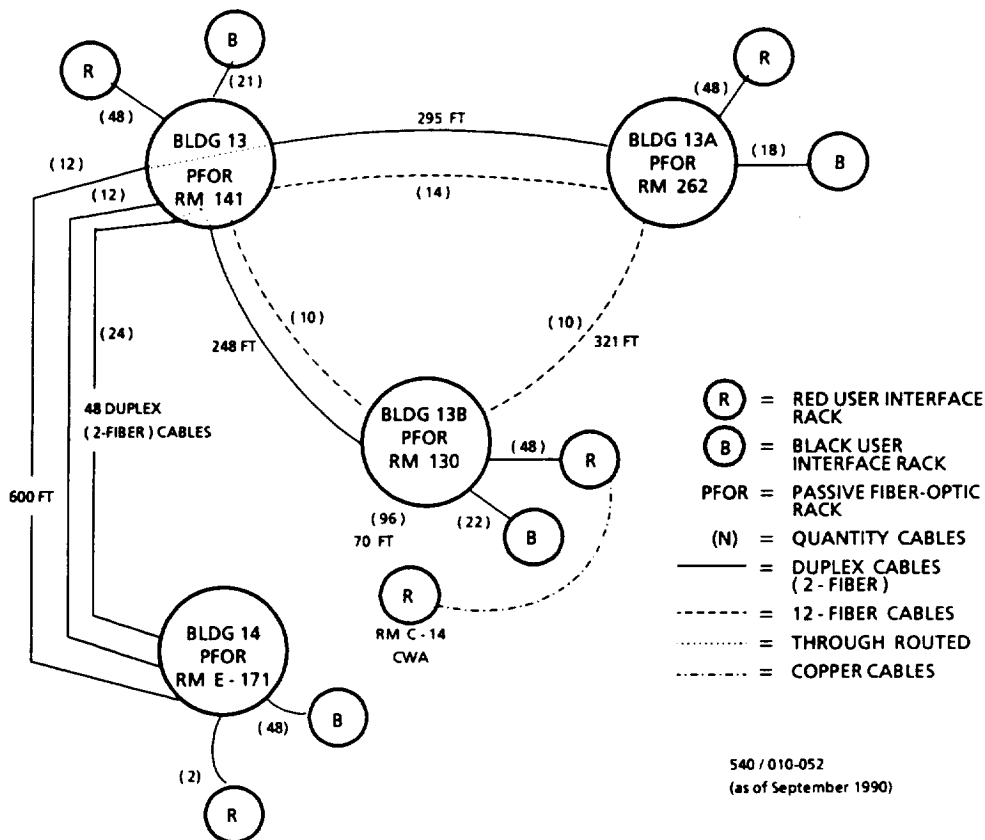 R
B
(48)
(21)
BLDG 13
PFOR
RM 141
(12)
(12)
(24)
48 DUPLEX
(2-FIBER) CABLES
600 FT
295 FT
(14)
R
(48)
BLDG 13A
PFOR
RM 262
(18)
B
(10)
248 FT
(10)
321 FT
BLDG 13B
PFOR
RM 130
(48)
R
(96)
70 FT
(22)
B
R
RM C - 14
CWA
BLDG 14
PFOR
RM E - 171
(48)
B
(2)
R
R = RED USER INTERFACE
RACK
B = BLACK USER
INTERFACE RACK
PFOR = PASSIVE FIBER-OPTIC
RACK
(N) = QUANTITY CABLES
= DUPLEX CABLES
(2 - FIBER)
= 12-FIBER CABLES
= THROUGH ROUTED
= COPPER CABLES
540 / 010-052
(as of September 1990)